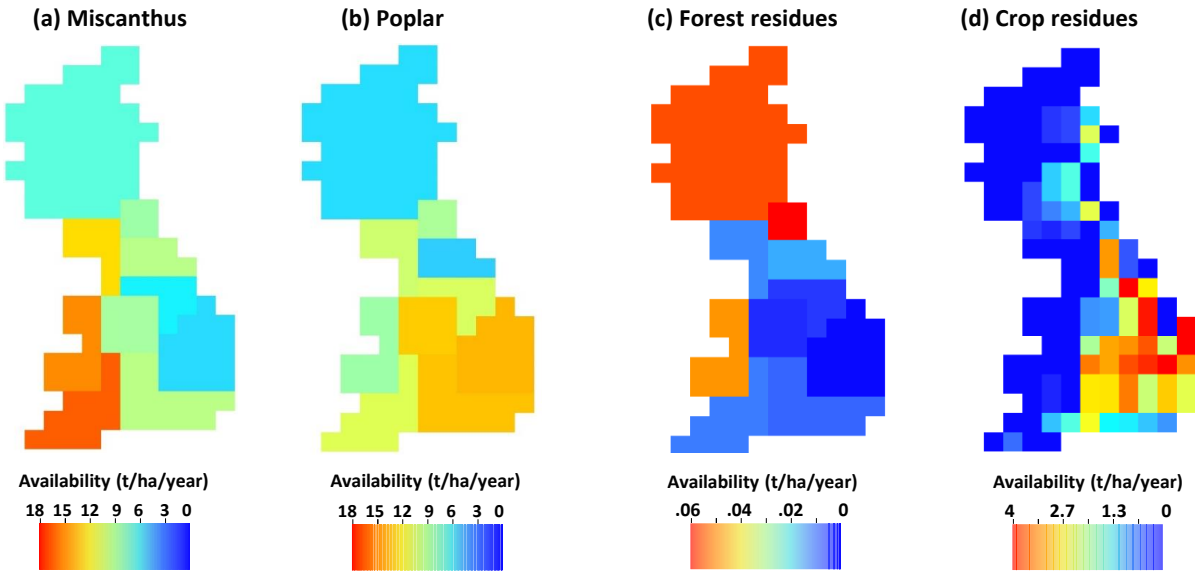 (a) Miscanthus
(b) Poplar
(c) Forest residues
(d) Crop residues
Availability (t/ha/year)
18 15 12 9 6 3 0
Availability (t/ha/year)
18 15 12 9 6 3 0
Availability (t/ha/year)
.06 .04 .02 0
Availability (t/ha/year)
4 2.7 1.3 0